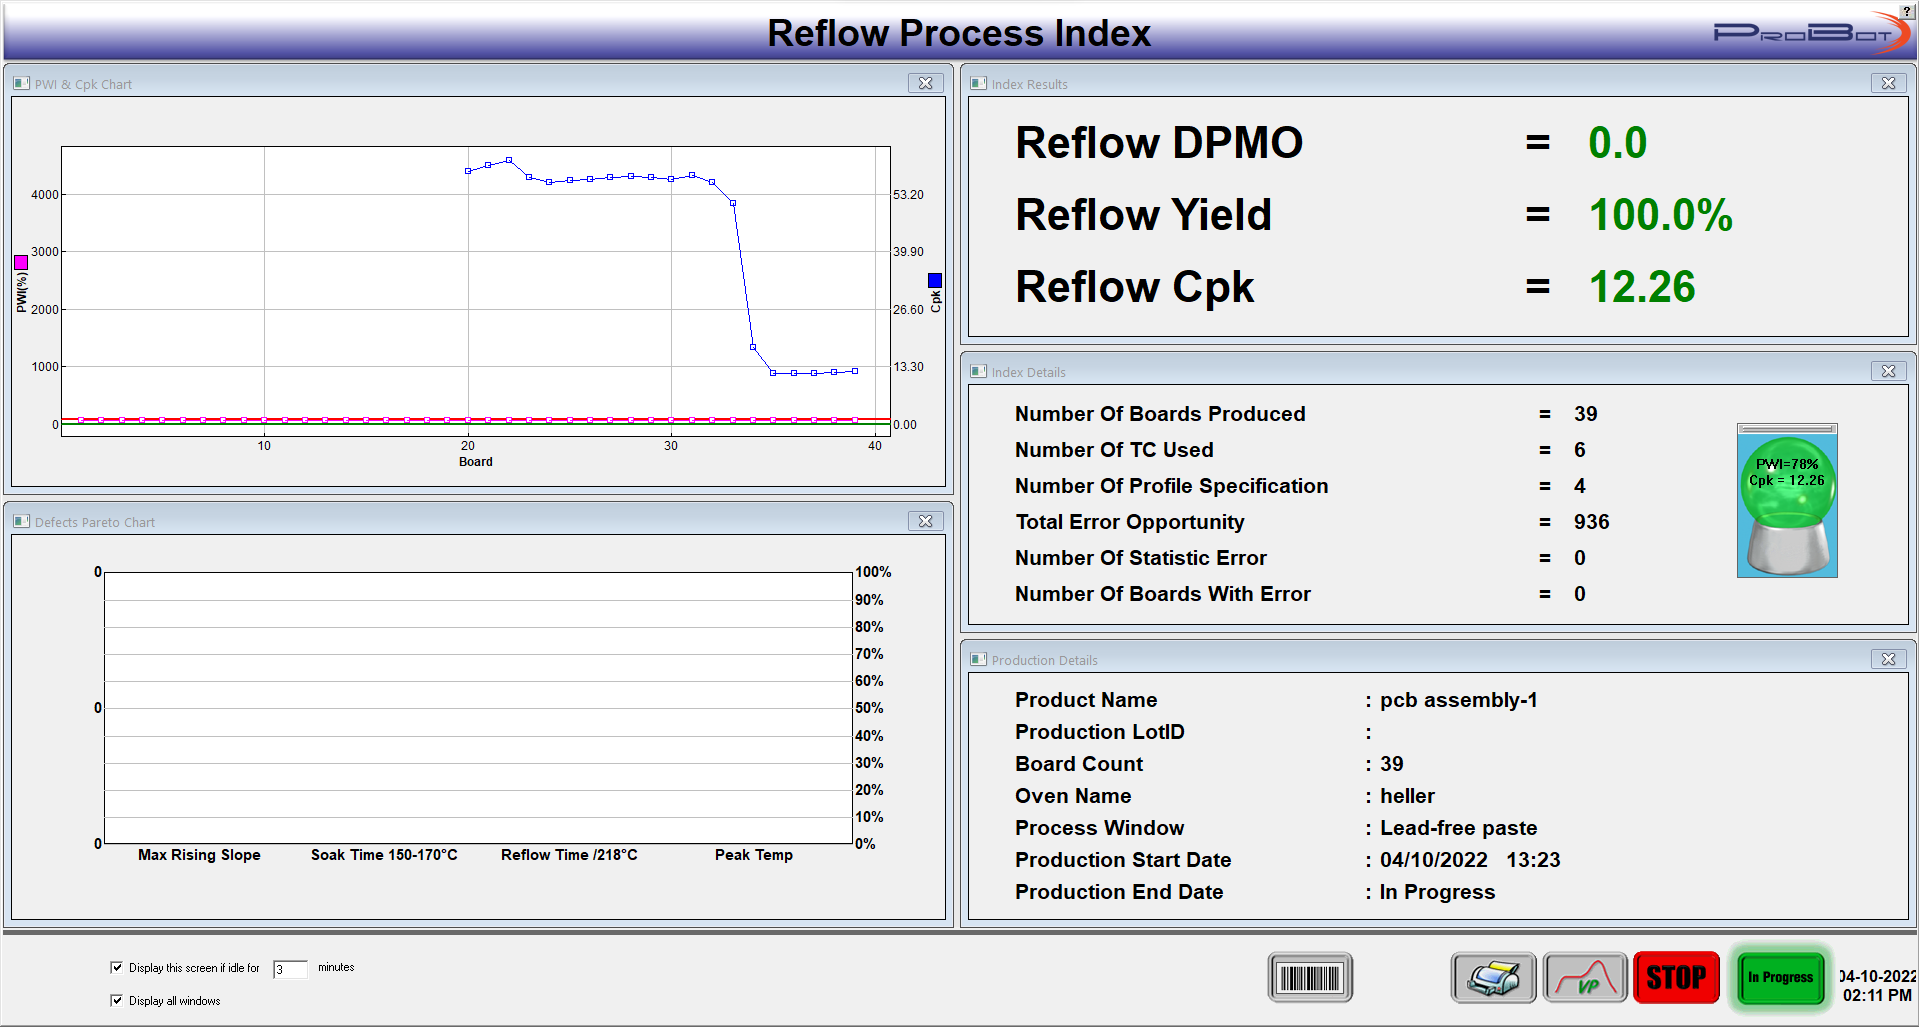 Reflow Process Index
PROBOT
?
PWI & Cpk Chart
4000
3000
2000
1000
0
PWI(%)
53.20
39.90
26.60
13.30
0.00
Cpk
10
20
30
40
Board
Index Results
Reflow DPMO = 0.0
Reflow Yield = 100.0%
Reflow Cpk = 12.26
Index Details
Number Of Boards Produced = 39
Number Of TC Used = 6
Number Of Profile Specification = 4
Total Error Opportunity = 936
Number Of Statistic Error = 0
Number Of Boards With Error = 0
PWI=78%
Cpk = 12.26
Defects Pareto Chart
0
0
0
100%
90%
80%
70%
60%
50%
40%
30%
20%
10%
0%
Max Rising Slope
Soak Time 150-170°C
Reflow Time /218°C
Peak Temp
Production Details
Product Name : pcb assembly-1
Production LotID :
Board Count : 39
Oven Name : heller
Process Window : Lead-free paste
Production Start Date : 04/10/2022 13:23
Production End Date : In Progress
Display this screen if idle for 3 minutes
Display all windows
VP
STOP
In Progress
04-10-2022
02:11 PM